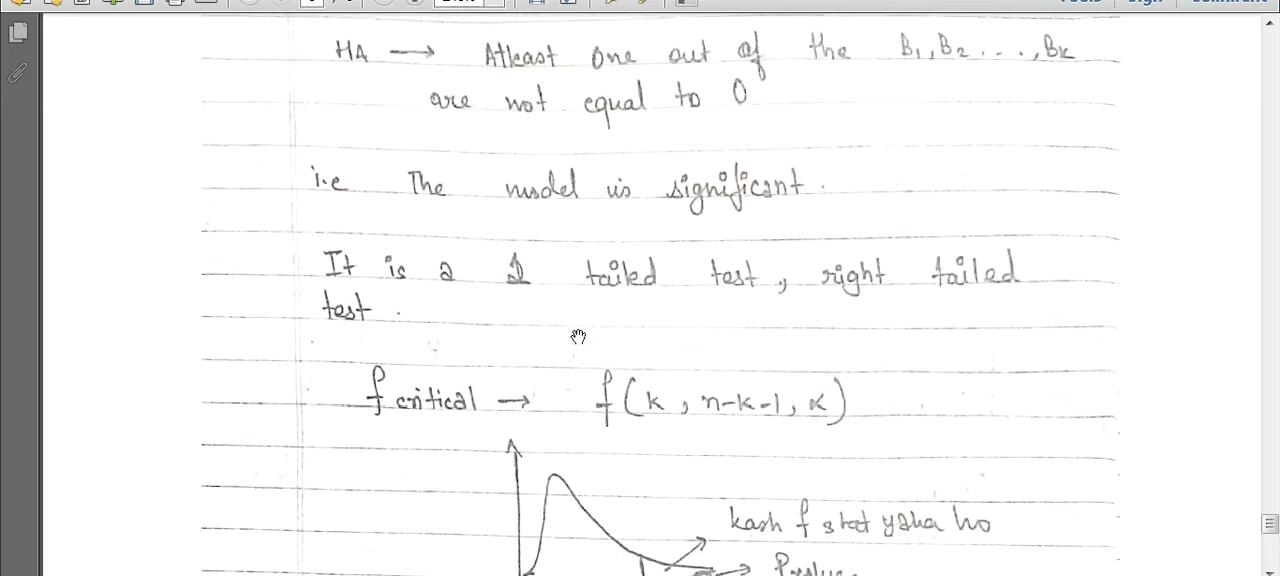 HA → Atleast one out of the B1, B2 ..., Bk
are not equal to 0
i.e The model is significant.
It is a 1 tailed test, right tailed
test.
f critical → f(k, n-k-1, α)
kash f stat yaha ho
→ Pvalue